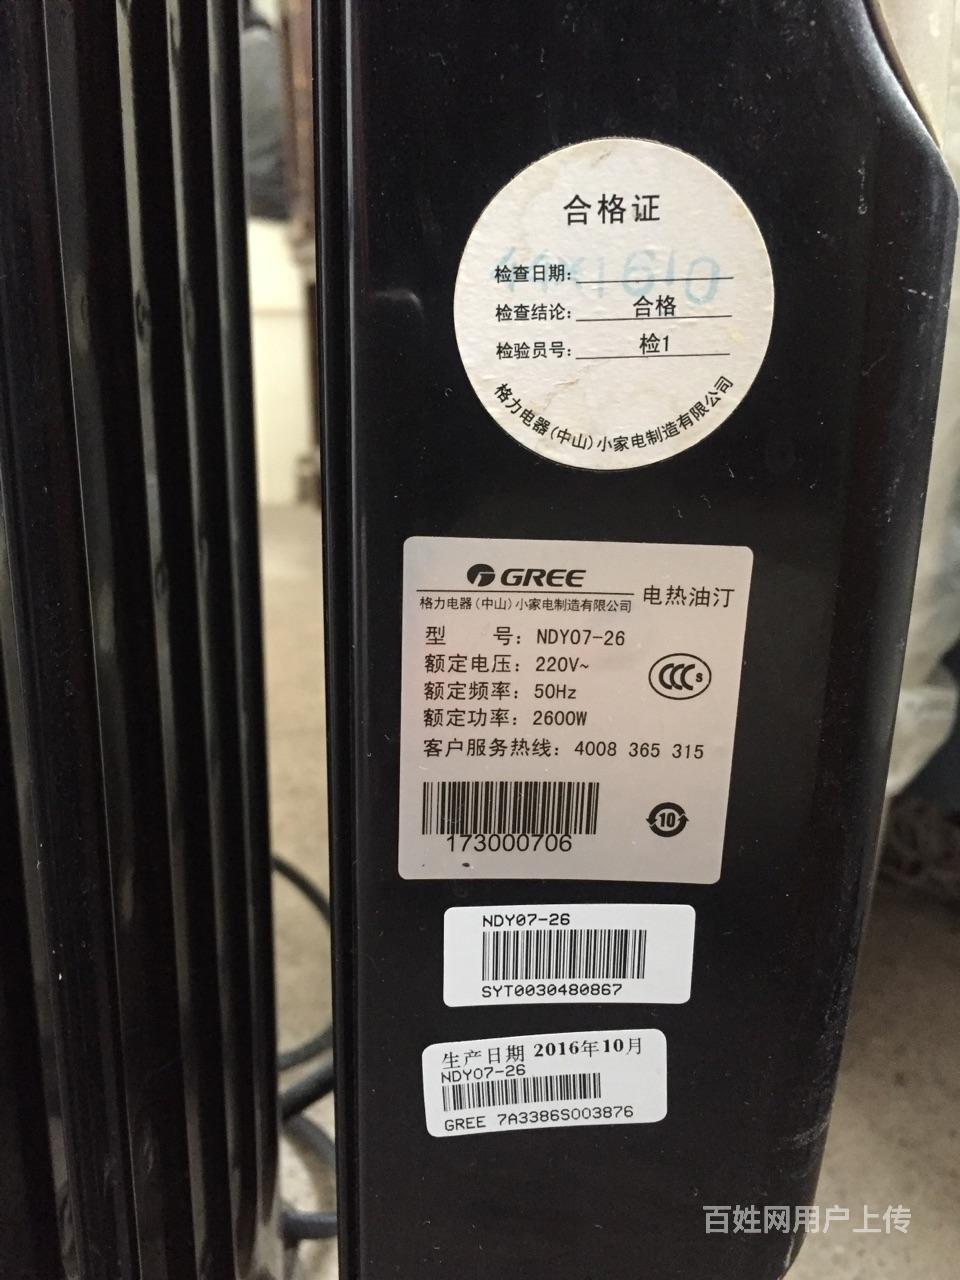 合格证
检查日期:
检查结论: 合格
检验员号: 检1
格力电器(中山)小家电制造有限公司
GREE
格力电器(中山)小家电制造有限公司
电热油汀
型 号: NDY07-26
额定电压: 220V~
额定频率: 50Hz
额定功率: 2600W
CCC S
客户服务热线: 4008 365 315
173000706
10
NDY07-26
SYT0030480867
生产日期 2016年10月
NDY07-26
GREE 7A3386S003876
百姓网用户上传